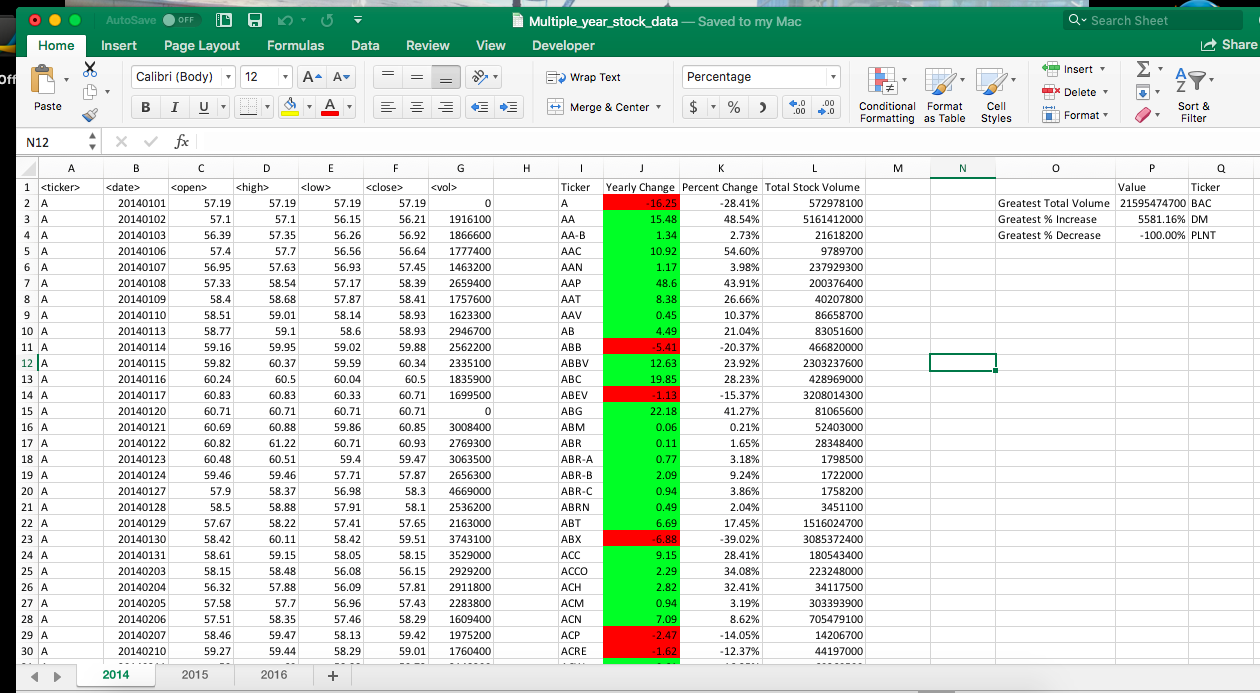 AutoSave OFF Multiple_year_stock_data — Saved to my Mac Search Sheet
Home Insert Page Layout Formulas Data Review View Developer Share
Off
Paste Calibri (Body) 12 A A Wrap Text Percentage Insert
B I U A Merge & Center $ % Conditional Formatting Format as Table Cell Styles Delete Format Sort & Filter
N12 fx
A B C D E F G H I J K L M N O P Q
1 <ticker> <date> <open> <high> <low> <close> <vol> Ticker Yearly Change Percent Change Total Stock Volume Value Ticker
2 A 20140101 57.19 57.19 57.19 57.19 0 A -16.25 -28.41% 572978100 Greatest Total Volume 21595474700 BAC
3 A 20140102 57.1 57.1 56.15 56.21 1916100 AA 15.48 48.54% 5161412000 Greatest % Increase 5581.16% DM
4 A 20140103 56.39 57.35 56.26 56.92 1866600 AA-B 1.34 2.73% 21618200 Greatest % Decrease -100.00% PLNT
5 A 20140106 57.4 57.7 56.56 56.64 1777400 AAC 10.92 54.60% 9789700
6 A 20140107 56.95 57.63 56.93 57.45 1463200 AAN 1.17 3.98% 237929300
7 A 20140108 57.33 58.54 57.17 58.39 2659400 AAP 48.6 43.91% 200376400
8 A 20140109 58.4 58.68 57.87 58.41 1757600 AAT 8.38 26.66% 40207800
9 A 20140110 58.51 59.01 58.14 58.93 1623300 AAV 0.45 10.37% 86658700
10 A 20140113 58.77 59.1 58.6 58.93 2946700 AB 4.49 21.04% 83051600
11 A 20140114 59.16 59.95 59.02 59.88 2562200 ABB -5.41 -20.37% 466820000
12 A 20140115 59.82 60.37 59.59 60.34 2335100 ABBV 12.63 23.92% 2303237600
13 A 20140116 60.24 60.5 60.04 60.5 1835900 ABC 19.85 28.23% 428969000
14 A 20140117 60.83 60.83 60.33 60.71 1699500 ABEV -1.13 -15.37% 3208014300
15 A 20140120 60.71 60.71 60.71 60.71 0 ABG 22.18 41.27% 81065600
16 A 20140121 60.69 60.88 59.86 60.85 3008400 ABM 0.06 0.21% 52403000
17 A 20140122 60.82 61.22 60.71 60.93 2769300 ABR 0.11 1.65% 28348400
18 A 20140123 60.48 60.51 59.4 59.47 3063500 ABR-A 0.77 3.18% 1798500
19 A 20140124 59.46 59.46 57.71 57.87 2656300 ABR-B 2.09 9.24% 1722000
20 A 20140127 57.9 58.37 56.98 58.3 4669000 ABR-C 0.94 3.86% 1758200
21 A 20140128 58.5 58.88 57.91 58.1 2536200 ABRN 0.49 2.04% 3451100
22 A 20140129 57.67 58.22 57.41 57.65 2163000 ABT 6.69 17.45% 1516024700
23 A 20140130 58.42 60.11 58.42 59.51 3743100 ABX -6.88 -39.02% 3085372400
24 A 20140131 58.61 59.15 58.05 58.15 3529000 ACC 9.15 28.41% 180543400
25 A 20140203 58.15 58.48 56.08 56.15 2929200 ACCO 2.29 34.08% 223248000
26 A 20140204 56.32 57.88 56.09 57.81 2911800 ACH 2.82 32.41% 34117500
27 A 20140205 57.58 57.7 56.96 57.43 2283800 ACM 0.94 3.19% 303393900
28 A 20140206 57.51 58.35 57.46 58.29 1609400 ACN 7.09 8.62% 705479100
29 A 20140207 58.46 59.47 58.13 59.42 1975200 ACP -2.47 -14.05% 14206700
30 A 20140210 59.27 59.44 58.29 59.01 1760400 ACRE -1.62 -12.37% 44197000
2014 2015 2016 +